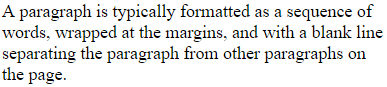 A paragraph is typically formatted as a sequence of
words, wrapped at the margins, and with a blank line
separating the paragraph from other paragraphs on
the page.